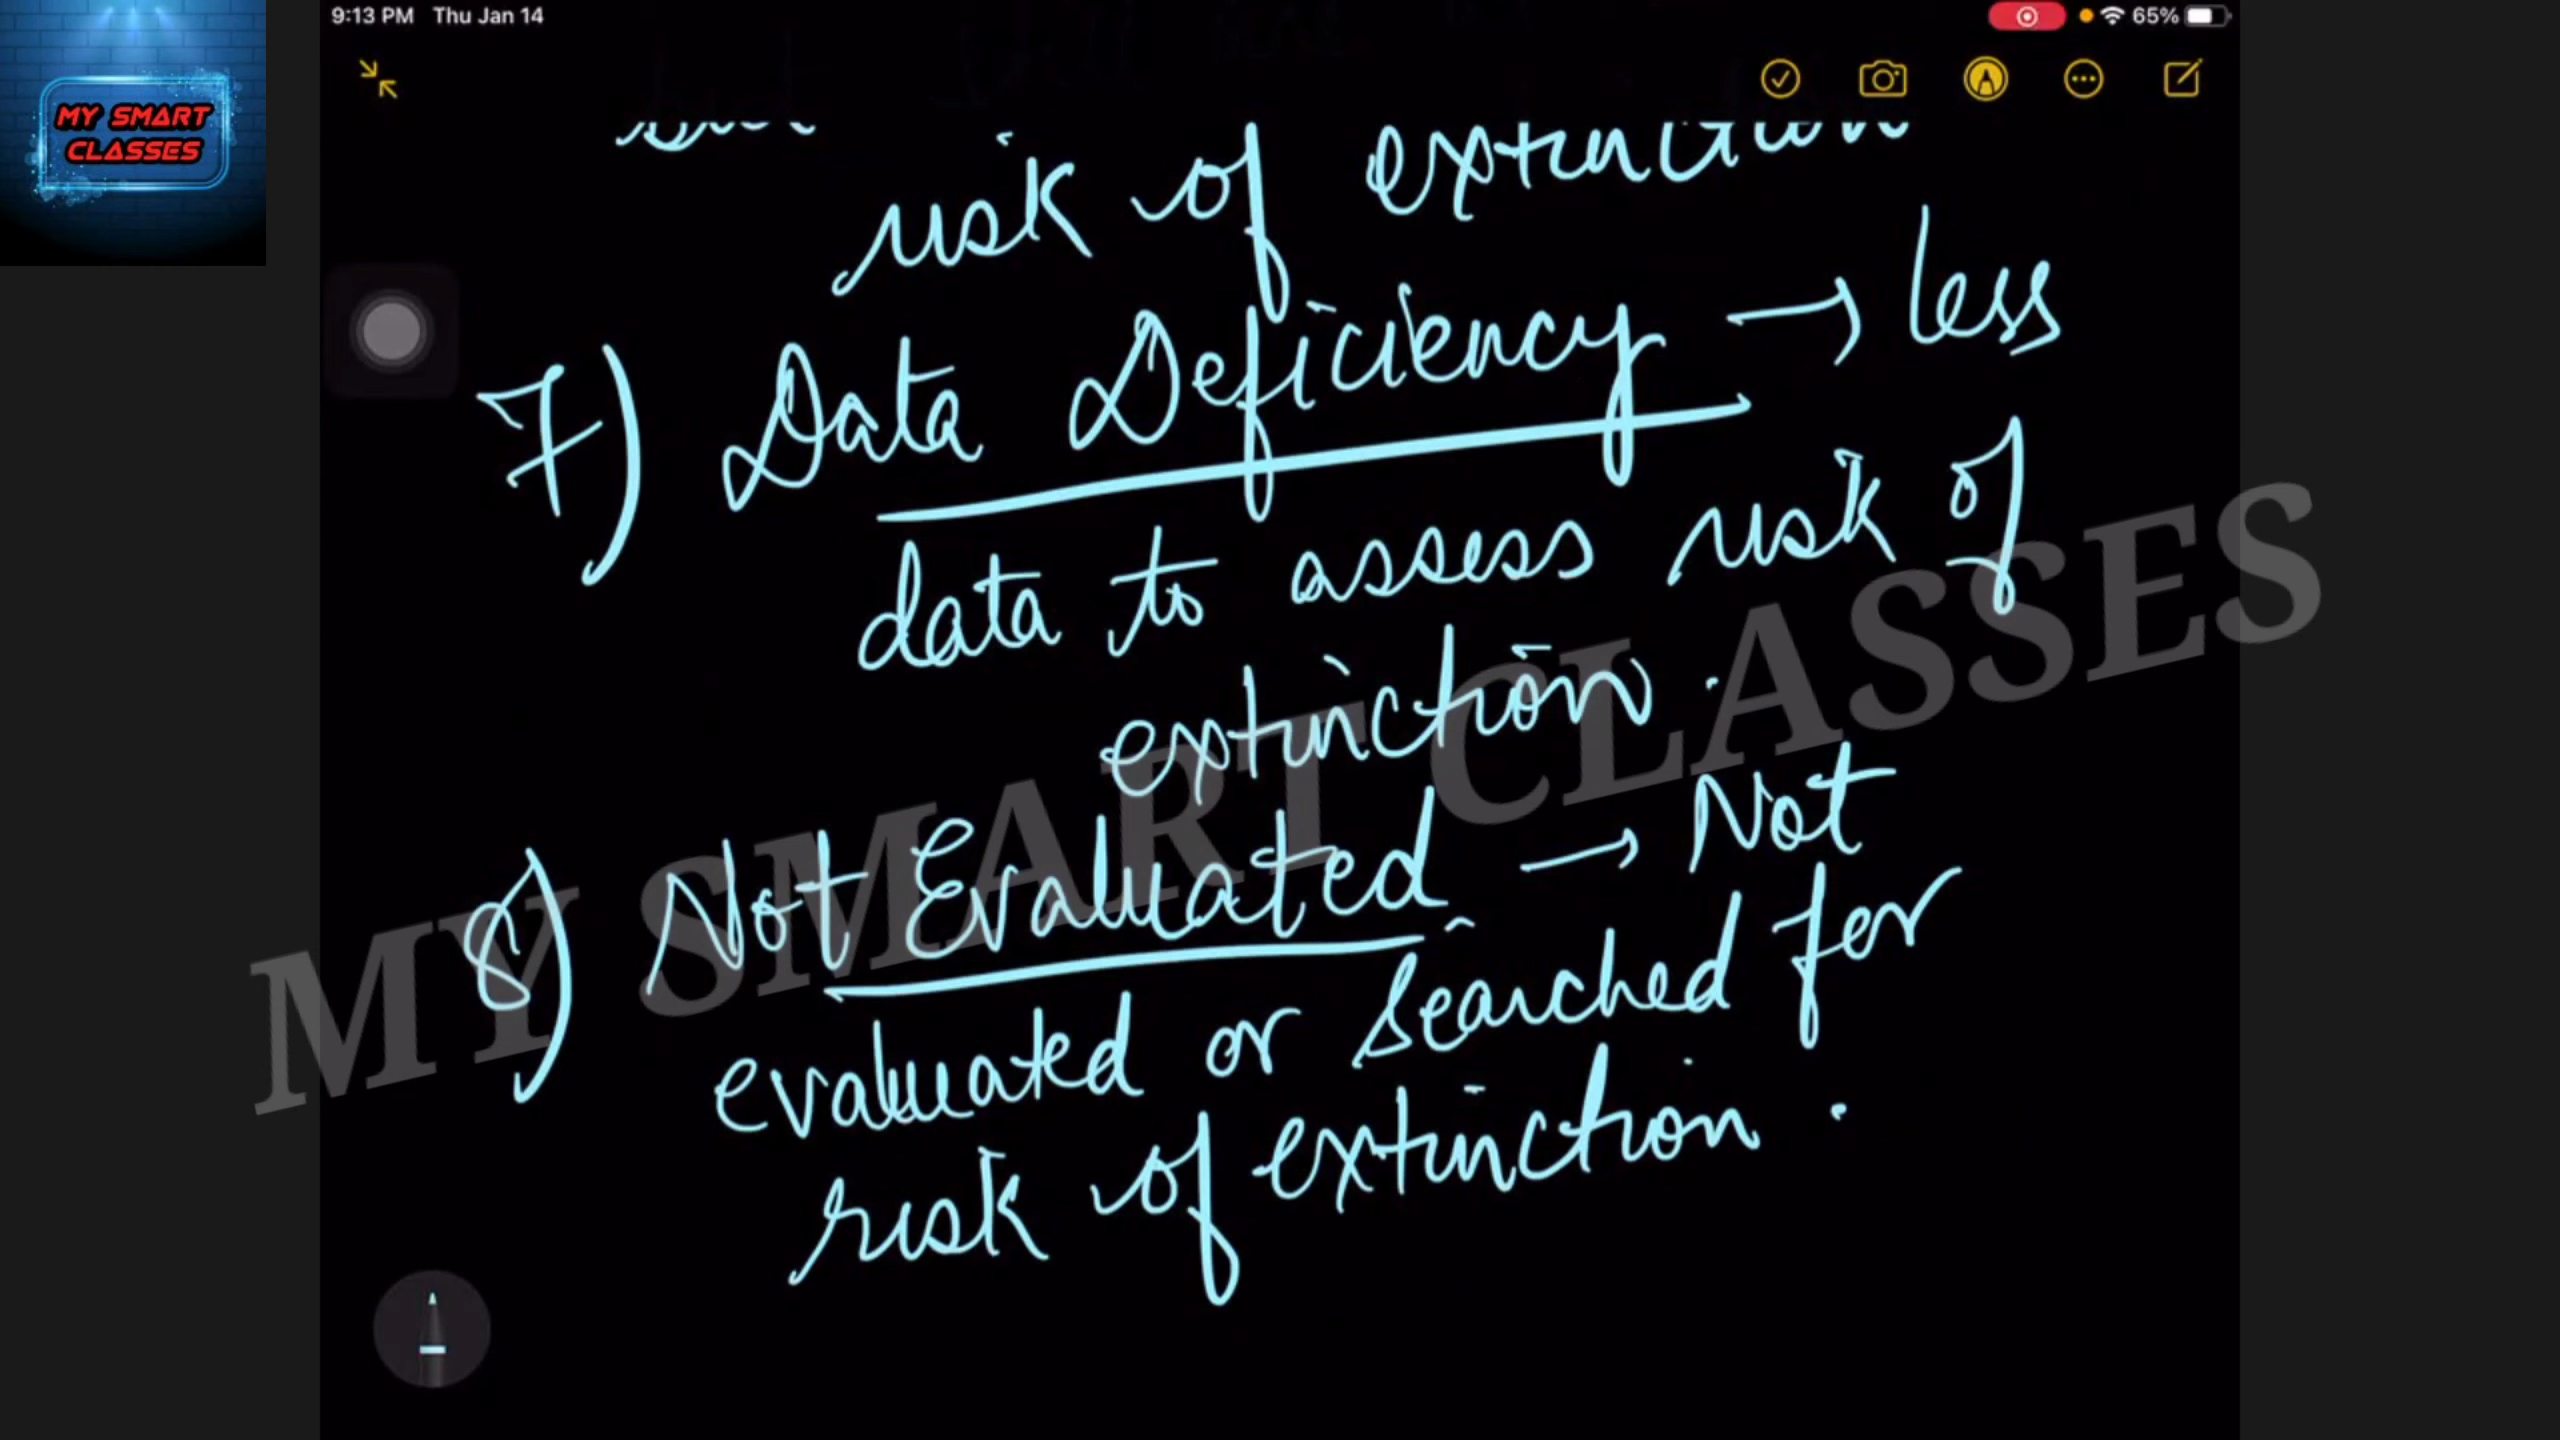 9:13 PM Thu Jan 14
65%
MY SMART
CLASSES
risk of extinction
7) Data Deficiency → less
data to assess risk of
extinction.
8) Not Evaluated → Not
evaluated or searched for
risk of extinction.
MY SMART CLASSES